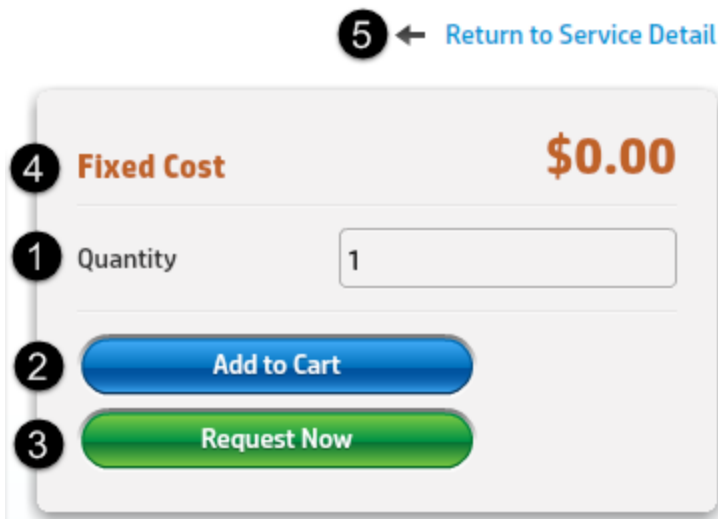 5 Return to Service Detail
4 Fixed Cost $0.00
1 Quantity 1
2 Add to Cart
3 Request Now